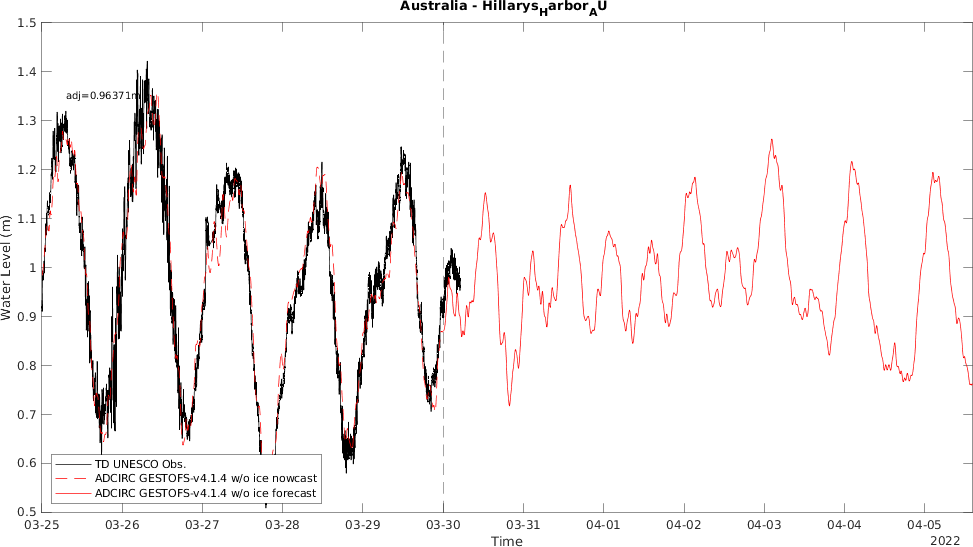 Australia - HillarysHarborAU
1.5
1.4
1.3
1.2
1.1
1
0.9
0.8
0.7
0.6
0.5
Water Level (m)
adj=0.96371m
TD UNESCO Obs.
ADCIRC GESTOFS-v4.1.4 w/o ice nowcast
ADCIRC GESTOFS-v4.1.4 w/o ice forecast
03-25 03-26 03-27 03-28 03-29 03-30 03-31 04-01 04-02 04-03 04-04 04-05
Time
2022